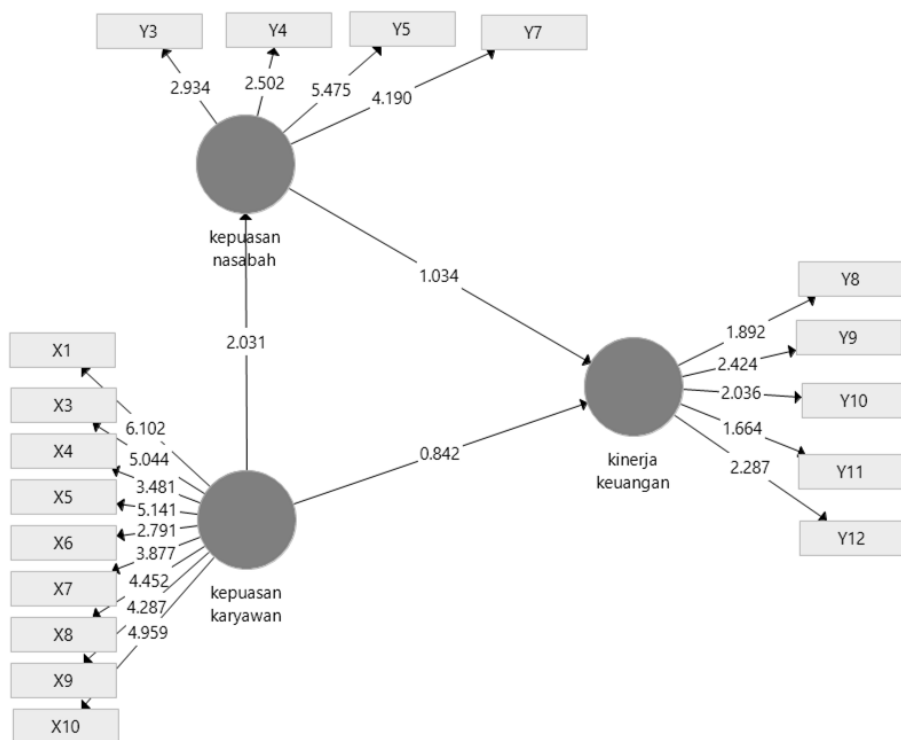 Y3
Y4
Y5
Y7
2.934
2.502
5.475
4.190
kepuasan
nasabah
1.034
2.031
0.842
Y8
Y9
Y10
Y11
Y12
1.892
2.424
2.036
1.664
2.287
kinerja
keuangan
X1
X3
X4
X5
X6
X7
X8
X9
X10
6.102
5.044
3.481
5.141
2.791
3.877
4.452
4.287
4.959
kepuasan
karyawan